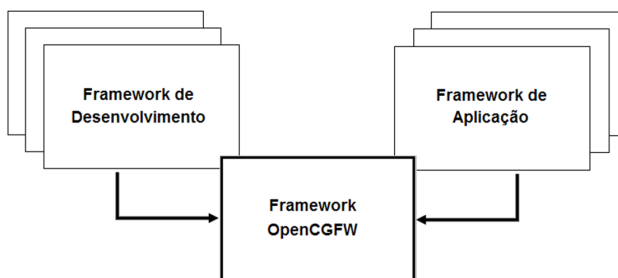 Framework de
Desenvolvimento
Framework de
Aplicação
Framework
OpenCGFW